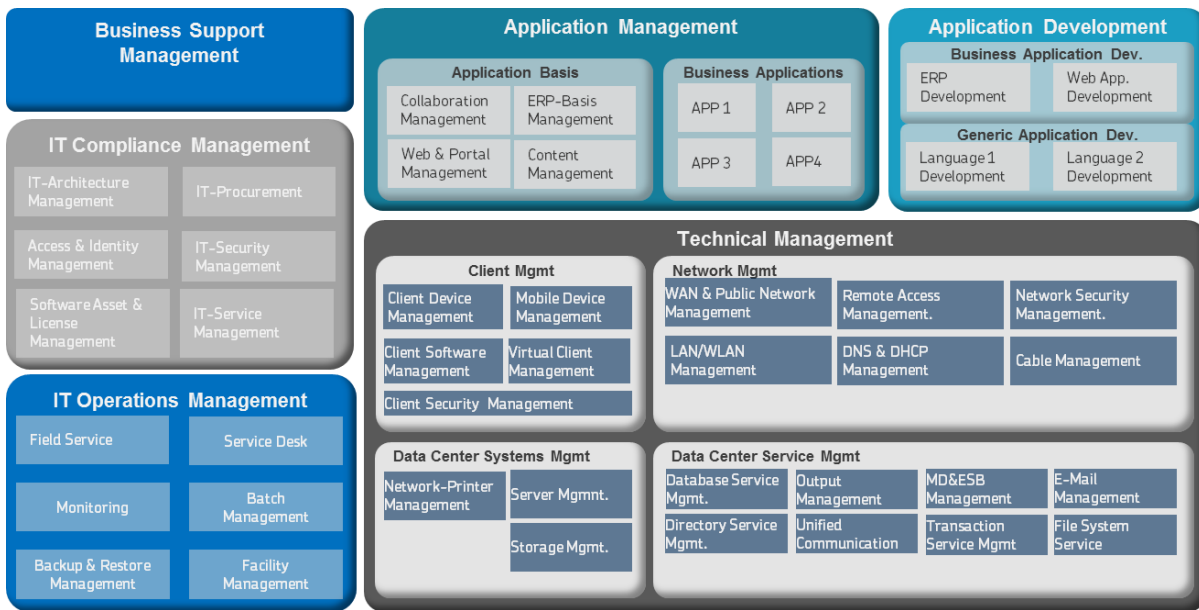 Business Support
Management
IT Compliance Management
IT-Architecture
Management
IT-Procurement
Access & Identity
Management
IT-Security
Management
Software Asset &
License
Management
IT-Service
Management
IT Operations Management
Field Service
Service Desk
Monitoring
Batch
Management
Backup & Restore
Management
Facility
Management
Application Management
Application Basis
Collaboration
Management
ERP-Basis
Management
Web & Portal
Management
Content
Management
Business Applications
APP 1
APP 2
APP 3
APP4
Application Development
Business Application Dev.
ERP
Development
Web App.
Development
Generic Application Dev.
Language 1
Development
Language 2
Development
Technical Management
Client Mgmt
Client Device
Management
Mobile Device
Management
Client Software
Management
Virtual Client
Management
Client Security Management
Network Mgmt
WAN & Public Network
Management
Remote Access
Management.
Network Security
Management.
LAN/WLAN
Management
DNS & DHCP
Management
Cable Management
Data Center Systems Mgmt
Network-Printer
Management
Server Mgmnt.
Storage Mgmt.
Data Center Service Mgmt
Database Service
Mgmt.
Output
Management
MD&ESB
Management
E-Mail
Management
Directory Service
Mgmt.
Unified
Communication
Transaction
Service Mgmt
File System
Service